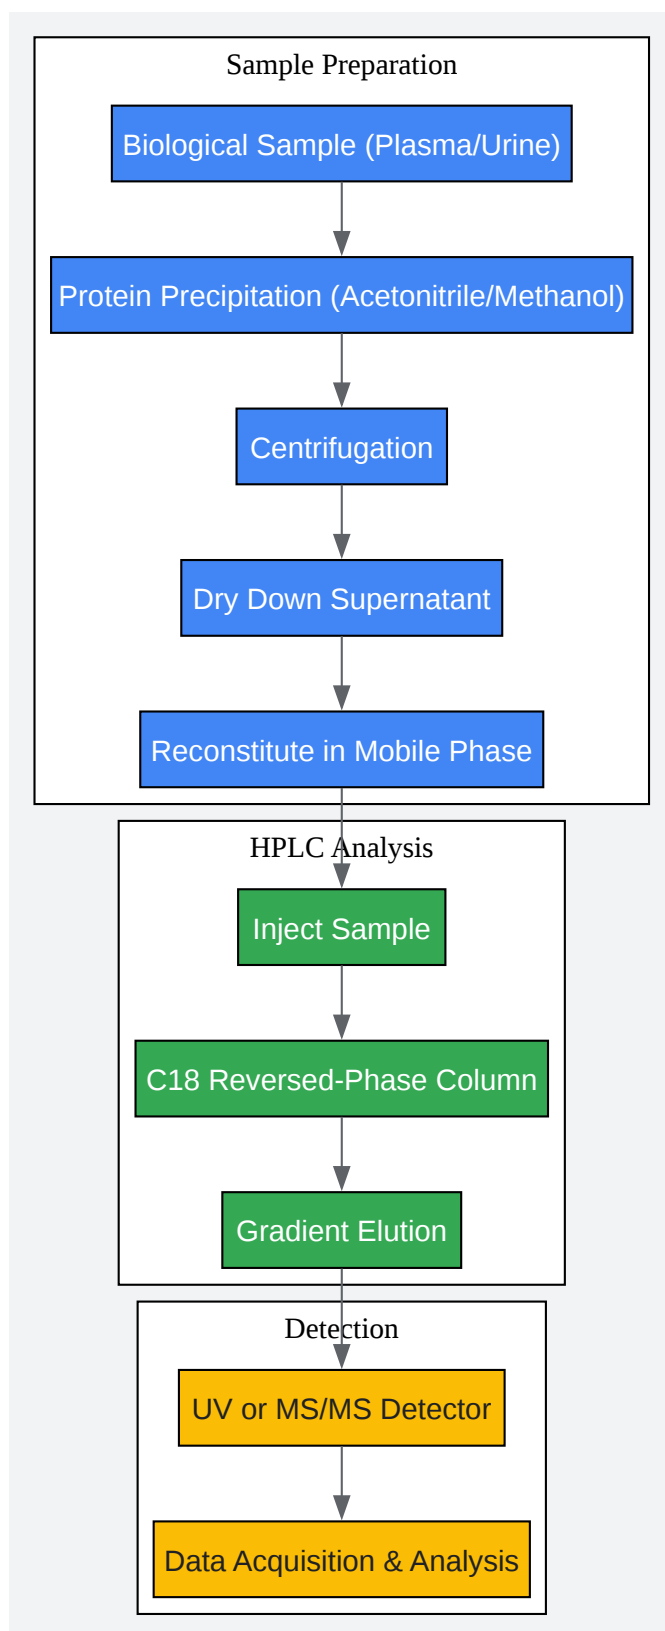 Sample Preparation
Biological Sample (Plasma/Urine)
Protein Precipitation (Acetonitrile/Methanol)
Centrifugation
Dry Down Supernatant
Reconstitute in Mobile Phase
HPLC Analysis
Inject Sample
C18 Reversed-Phase Column
Gradient Elution
Detection
UV or MS/MS Detector
Data Acquisition & Analysis